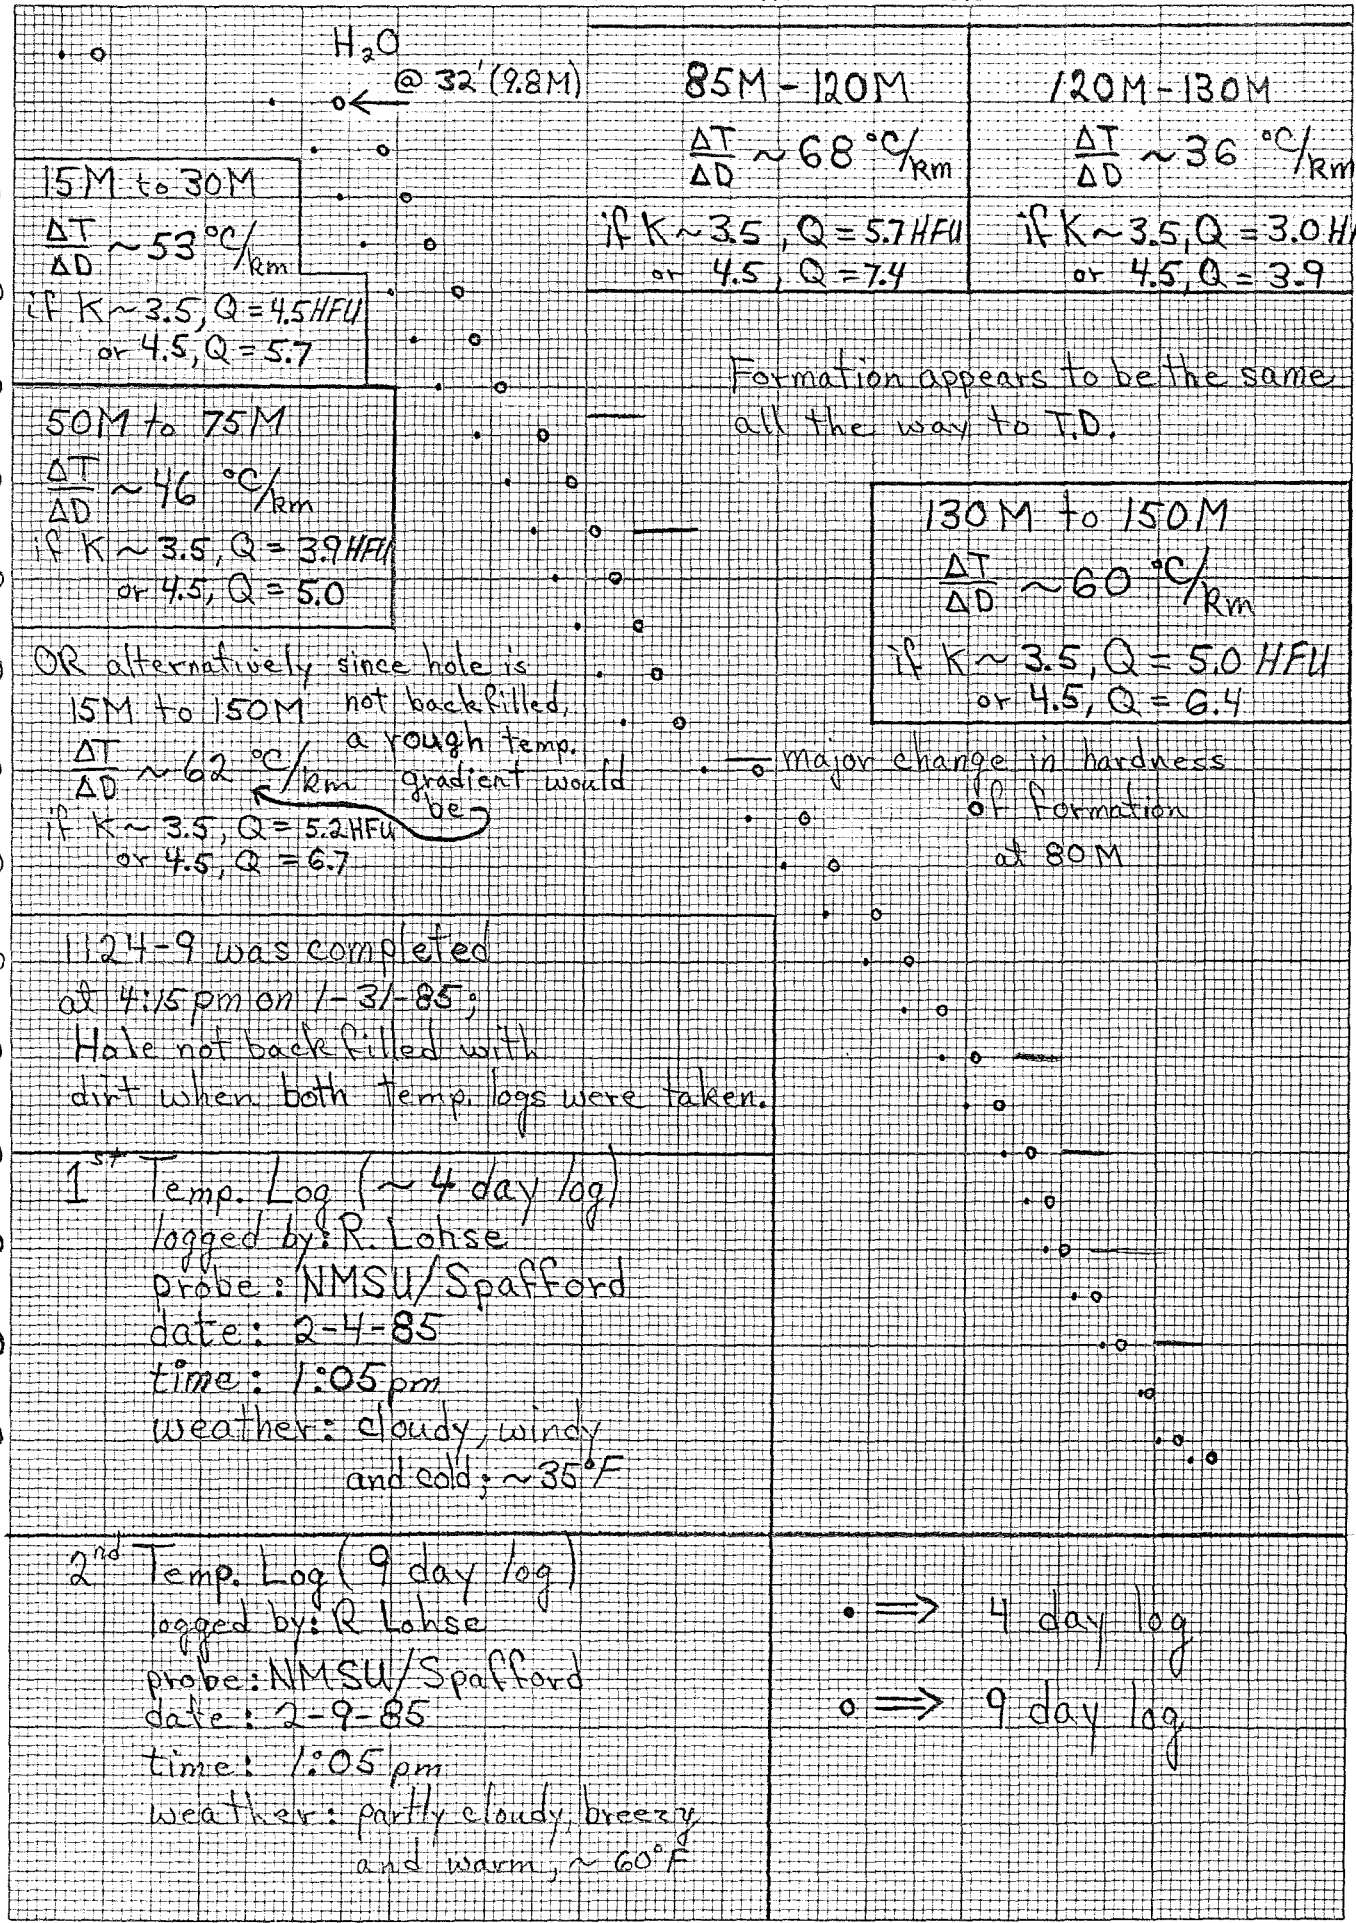 H₂O
@ 32' (9.8M)
85M - 120M
ΔT/ΔD ~ 68 °C/km
if K ~ 3.5, Q = 5.7 HFU
or 4.5, Q = 7.4
120M - 130M
ΔT/ΔD ~ 36 °C/km
if K ~ 3.5, Q = 3.0 H
or 4.5, Q = 3.9
15M to 30M
ΔT/ΔD ~ 53 °C/km
if K ~ 3.5, Q = 4.5 HFU
or 4.5, Q = 5.7
Formation appears to be the same
all the way to T.D.
50M to 75M
ΔT/ΔD ~ 46 °C/km
if K ~ 3.5, Q = 3.9 HFU
or 4.5, Q = 5.0
130M to 150M
ΔT/ΔD ~ 60 °C/km
if K ~ 3.5, Q = 5.0 HFU
or 4.5, Q = 6.4
OR alternatively since hole is
not backfilled,
a rough temp.
gradient would
be
15M to 150M
ΔT/ΔD ~ 62 °C/km
if K ~ 3.5, Q = 5.2 HFU
or 4.5, Q = 6.7
major change in hardness
of formation
at 80M
1124-9 was completed
at 4:15 pm on 1-31-85;
Hole not back filled with
dirt when both temp. logs were taken.
1st Temp. Log (~ 4 day log)
logged by: R. Lohse
probe: NMSU/Spafford
date: 2-4-85
time: 1:05 pm
weather: cloudy, windy
and cold; ~35°F
2nd Temp. Log (9 day log)
logged by: R Lohse
probe: NMSU/Spafford
date: 2-9-85
time: 1:05 pm
weather: partly cloudy, breezy
and warm, ~ 60°F
• ⇒ 4 day log
o ⇒ 9 day log